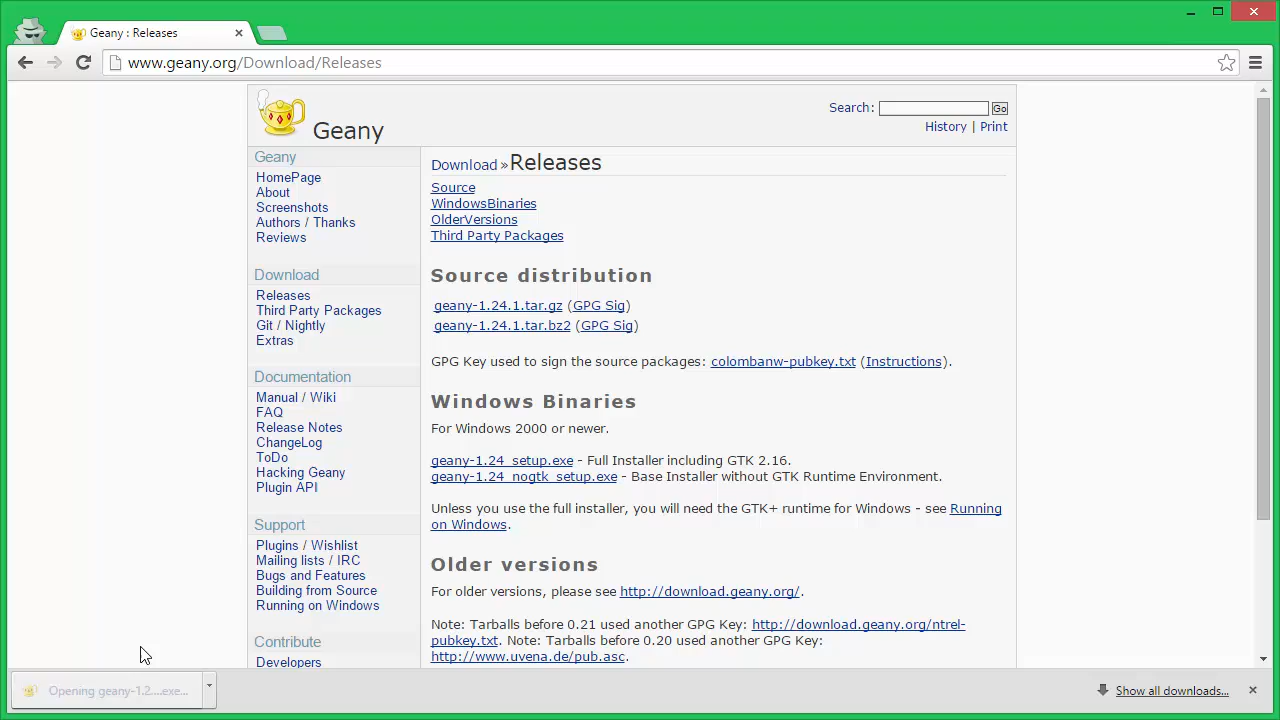 Geany : Releases
www.geany.org/Download/Releases
Geany
Search: Go
History | Print
Geany
HomePage
About
Screenshots
Authors / Thanks
Reviews
Download
Releases
Third Party Packages
Git / Nightly
Extras
Documentation
Manual / Wiki
FAQ
Release Notes
ChangeLog
ToDo
Hacking Geany
Plugin API
Support
Plugins / Wishlist
Mailing lists / IRC
Bugs and Features
Building from Source
Running on Windows
Contribute
Developers
Download » Releases
Source
WindowsBinaries
OlderVersions
Third Party Packages
Source distribution
geany-1.24.1.tar.gz (GPG Sig)
geany-1.24.1.tar.bz2 (GPG Sig)
GPG Key used to sign the source packages: colombanw-pubkey.txt (Instructions).
Windows Binaries
For Windows 2000 or newer.
geany-1.24_setup.exe - Full Installer including GTK 2.16.
geany-1.24_nogtk_setup.exe - Base Installer without GTK Runtime Environment.
Unless you use the full installer, you will need the GTK+ runtime for Windows - see Running
on Windows.
Older versions
For older versions, please see http://download.geany.org/.
Note: Tarballs before 0.21 used another GPG Key: http://download.geany.org/ntrel-
pubkey.txt. Note: Tarballs before 0.20 used another GPG Key:
http://www.uvena.de/pub.asc.
Opening geany-1.2....exe...
Show all downloads...